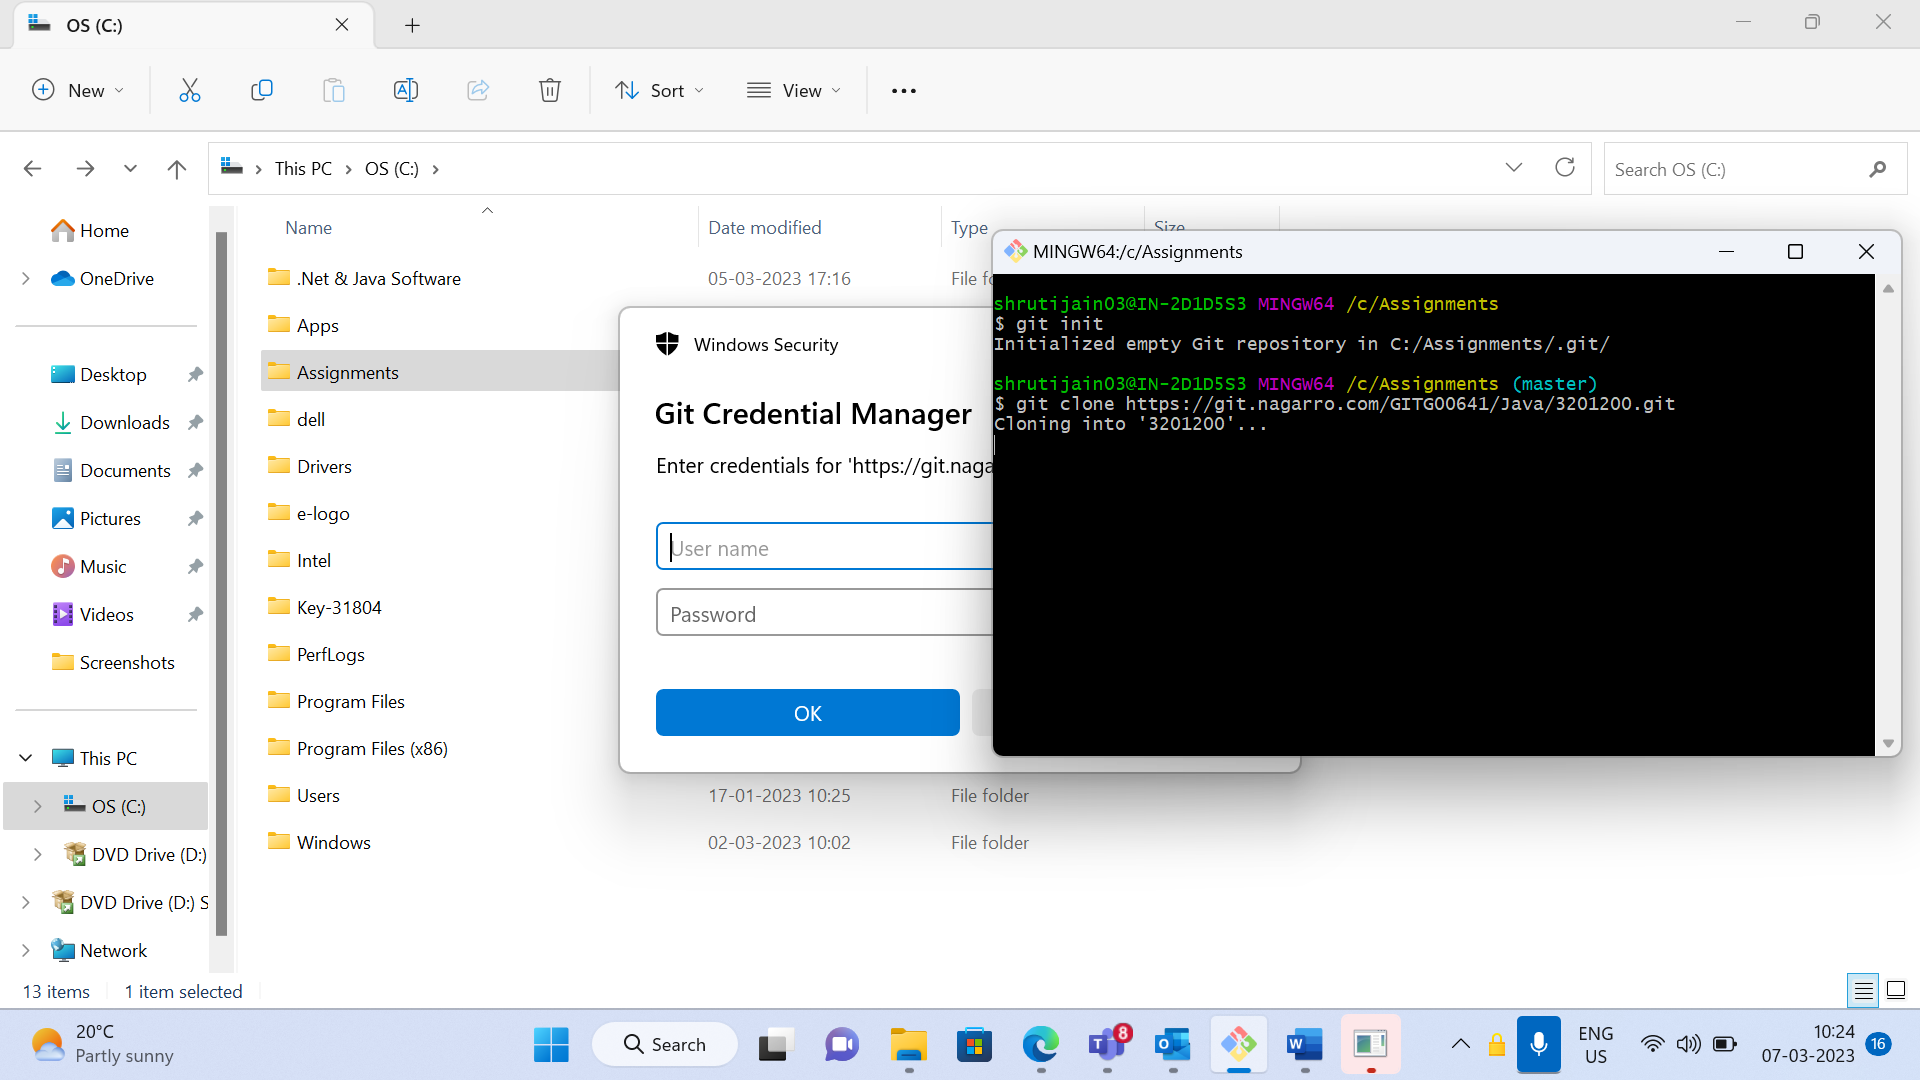 OS (C:)
New
Sort
View
This PC
OS (C:)
Search OS (C:)
Name
Date modified
Type
Size
Home
OneDrive
Desktop
Downloads
Documents
Pictures
Music
Videos
Screenshots
This PC
OS (C:)
DVD Drive (D:)
DVD Drive (D:) S
Network
.Net & Java Software 05-03-2023 17:16 File fo
Apps
Assignments
dell
Drivers
e-logo
Intel
Key-31804
PerfLogs
Program Files
Program Files (x86)
Users 17-01-2023 10:25 File folder
Windows 02-03-2023 10:02 File folder
Windows Security
Git Credential Manager
Enter credentials for 'https://git.naga
User name
Password
OK
MINGW64:/c/Assignments
shrutijain03@IN-2D1D5S3 MINGW64 /c/Assignments
$ git init
Initialized empty Git repository in C:/Assignments/.git/
shrutijain03@IN-2D1D5S3 MINGW64 /c/Assignments (master)
$ git clone https://git.nagarro.com/GITG00641/Java/3201200.git
Cloning into '3201200'...
13 items
1 item selected
20°C
Partly sunny
Search
8
ENG
US
10:24
07-03-2023
16